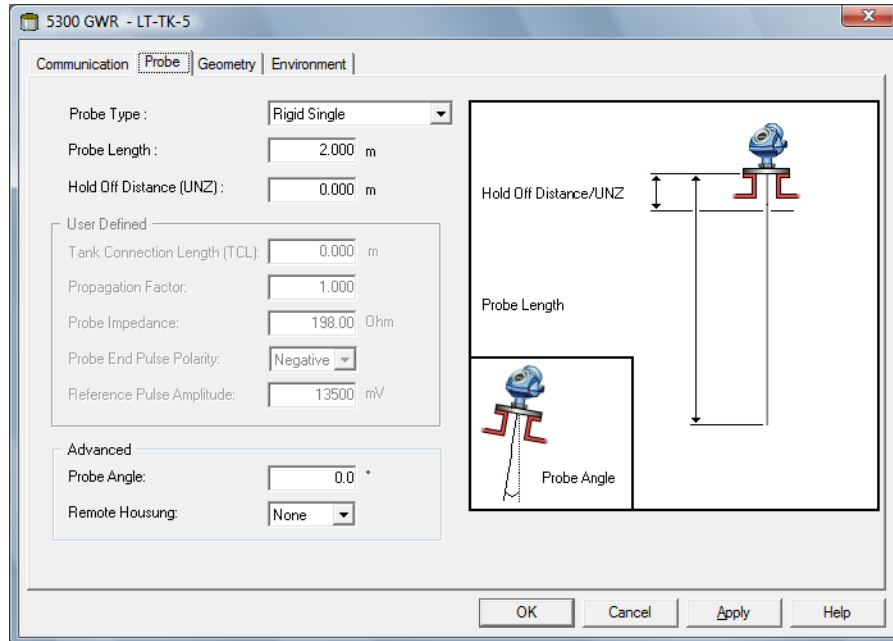 5300 GWR - LT-TK-5
Communication Probe Geometry Environment
Probe Type : Rigid Single
Probe Length : 2.000 m
Hold Off Distance (UNZ) : 0.000 m
User Defined
Tank Connection Length (TCL): 0.000 m
Propagation Factor: 1.000
Probe Impedance: 198.00 Ohm
Probe End Pulse Polarity: Negative
Reference Pulse Amplitude: 13500 mV
Advanced
Probe Angle: 0.0 °
Remote Housung: None
Hold Off Distance/UNZ
Probe Length
Probe Angle
OK Cancel Apply Help